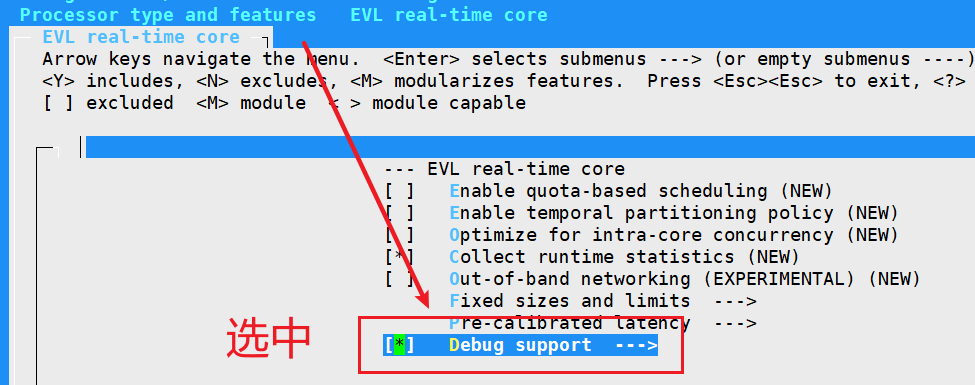 Processor type and features   EVL real-time core
EVL real-time core
Arrow keys navigate the menu.  <Enter> selects submenus ---> (or empty submenus ----)
<Y> includes, <N> excludes, <M> modularizes features.  Press <Esc><Esc> to exit, <?>
[ ] excluded  <M> module  < > module capable
--- EVL real-time core
[ ]   Enable quota-based scheduling (NEW)
[ ]   Enable temporal partitioning policy (NEW)
[ ]   Optimize for intra-core concurrency (NEW)
[*]   Collect runtime statistics (NEW)
[ ]   Out-of-band networking (EXPERIMENTAL) (NEW)
Fixed sizes and limits  --->
Pre-calibrated latency  --->
选中
[*]   Debug support  --->